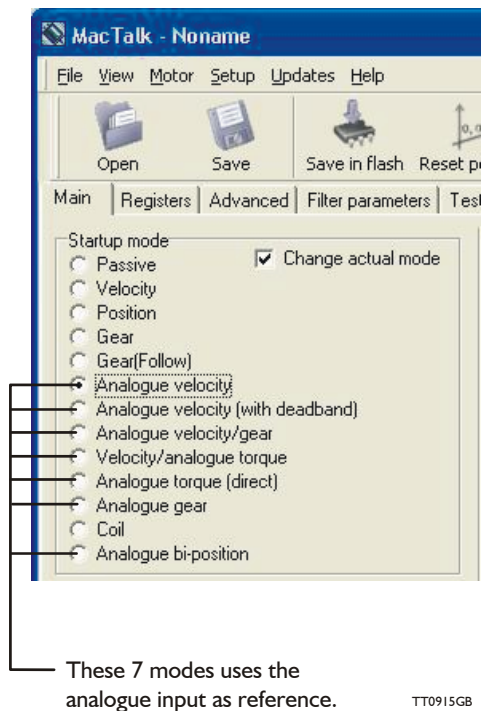 MacTalk - Noname
File View Motor Setup Updates Help
Open Save Save in flash Reset
Main Registers Advanced Filter parameters
Startup mode
Change actual mode
Passive
Velocity
Position
Gear
Gear(Follow)
Analogue velocity
Analogue velocity (with deadband)
Analogue velocity/gear
Velocity/analogue torque
Analogue torque (direct)
Analogue gear
Coil
Analogue bi-position
These 7 modes uses the
analogue input as reference.
TT0915GB